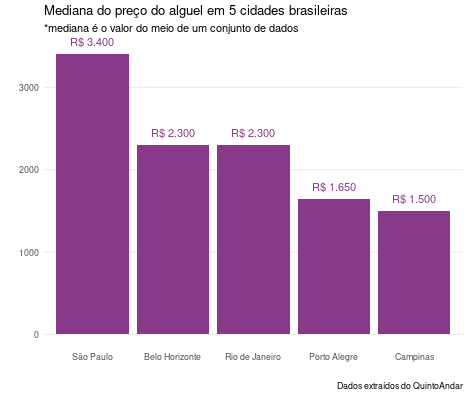 Mediana do preço do alguel em 5 cidades brasileiras
*mediana é o valor do meio de um conjunto de dados
R$ 3.400
R$ 2.300
R$ 2.300
R$ 1.650
R$ 1.500
3000
2000
1000
0
São Paulo
Belo Horizonte
Rio de Janeiro
Porto Alegre
Campinas
Dados extraídos do QuintoAndar